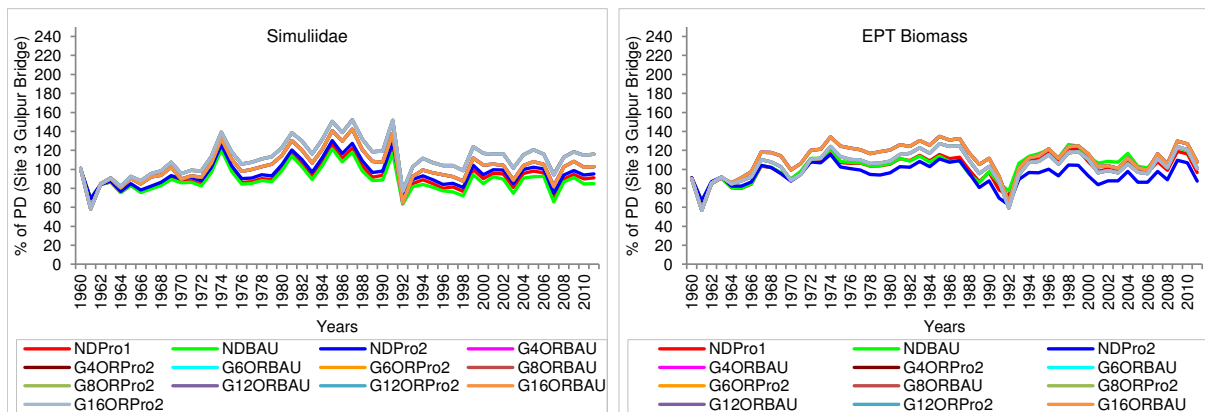 Simuliidae
% of PD (Site 3 Gulpur Bridge)
240
220
200
180
160
140
120
100
80
60
40
20
0
1960 1962 1964 1966 1968 1970 1972 1974 1976 1978 1980 1982 1984 1986 1988 1990 1992 1994 1996 1998 2000 2002 2004 2006 2008 2010
Years
NDPro1 NDBAU NDPro2 G4ORBAU
G4ORPro2 G6ORBAU G6ORPro2 G8ORBAU
G8ORPro2 G12ORBAU G12ORPro2 G16ORBAU
G16ORPro2
EPT Biomass
% of PD (Site 3 Gulpur Bridge)
240
220
200
180
160
140
120
100
80
60
40
20
0
1960 1962 1964 1966 1968 1970 1972 1974 1976 1978 1980 1982 1984 1986 1988 1990 1992 1994 1996 1998 2000 2002 2004 2006 2008 2010
Years
NDPro1 NDBAU NDPro2
G4ORBAU G4ORPro2 G6ORBAU
G6ORPro2 G8ORBAU G8ORPro2
G12ORBAU G12ORPro2 G16ORBAU